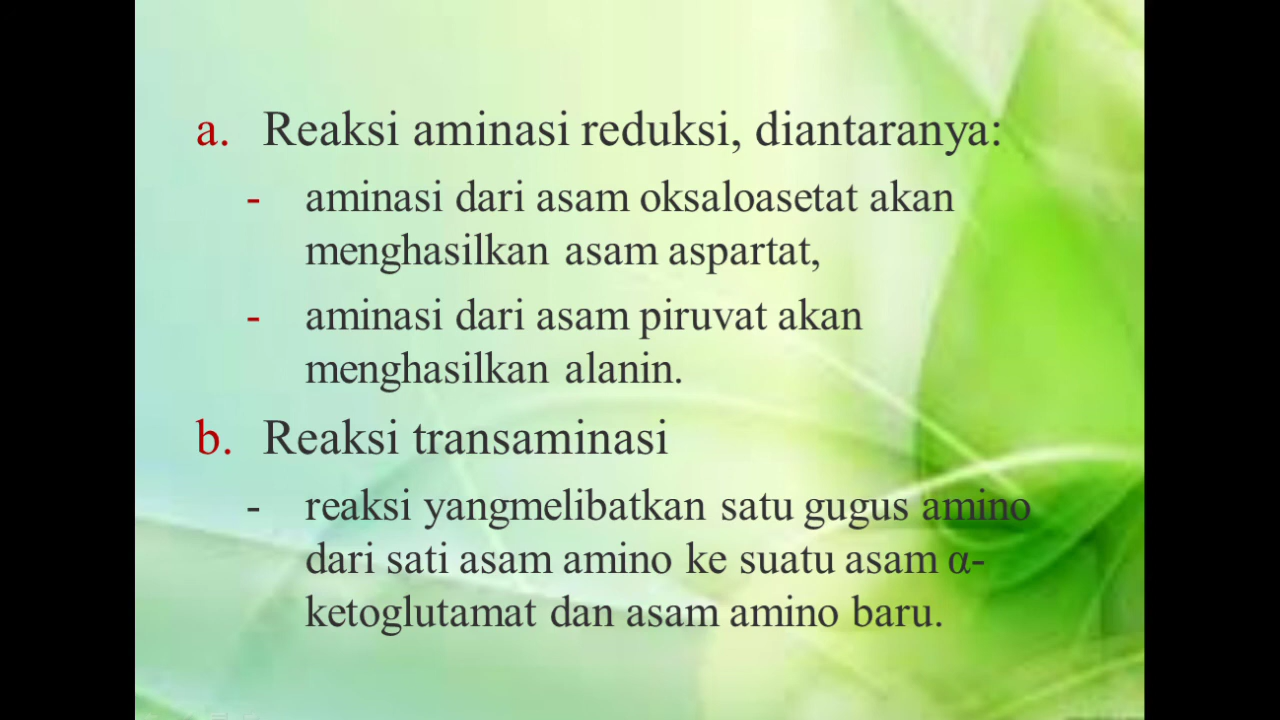 a. Reaksi aminasi reduksi, diantaranya:
- aminasi dari asam oksaloasetat akan
menghasilkan asam aspartat,
- aminasi dari asam piruvat akan
menghasilkan alanin.
b. Reaksi transaminasi
- reaksi yangmelibatkan satu gugus amino
dari sati asam amino ke suatu asam α-
ketoglutamat dan asam amino baru.